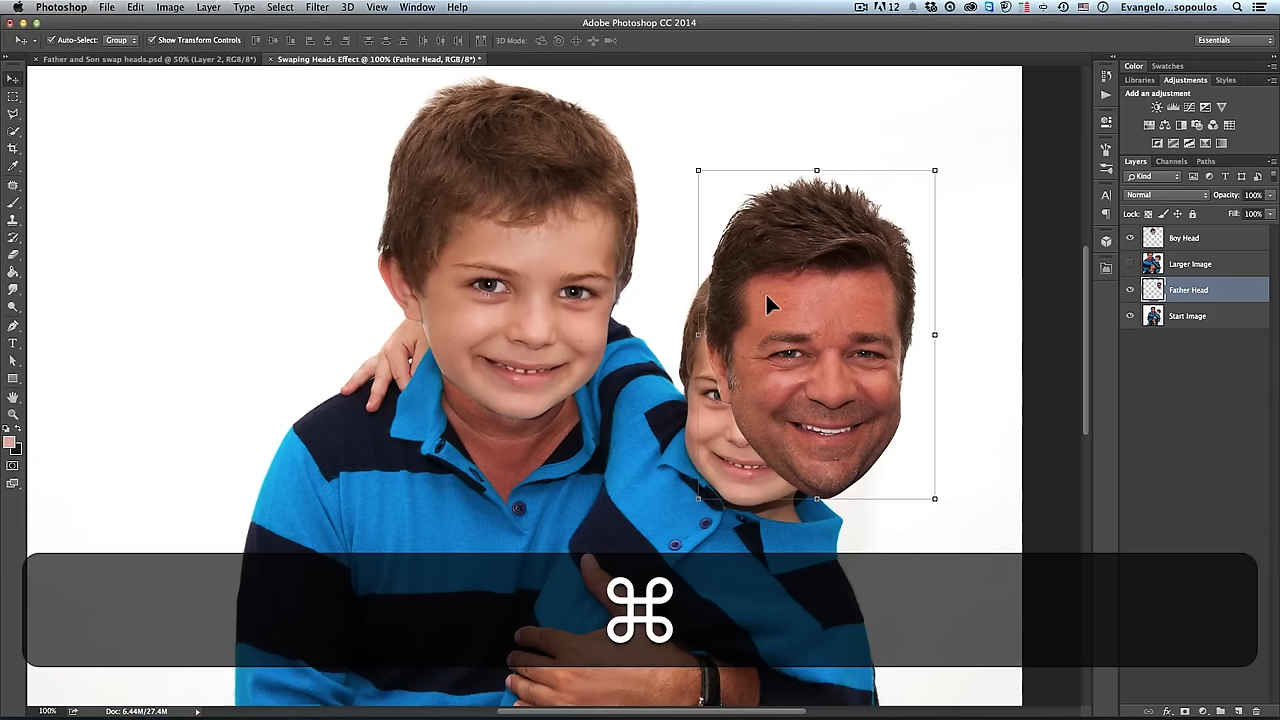 Photoshop File Edit Image Layer Type Select Filter 3D View Window Help 12 Evangelo...sopoulos
Adobe Photoshop CC 2014
Auto-Select: Group Show Transform Controls 3D Mode: Essentials
× Father and Son swap heads.psd @ 50% (Layer 2, RGB/8*) × Swaping Heads Effect @ 100% (Father Head, RGB/8*) *
Color Swatches
Libraries Adjustments Styles
Add an adjustment
Layers Channels Paths
Kind
Normal Opacity: 100%
Lock: Fill: 100%
Boy Head
Larger Image
Father Head
Start Image
⌘
100% Doc: 6.44M/27.4M